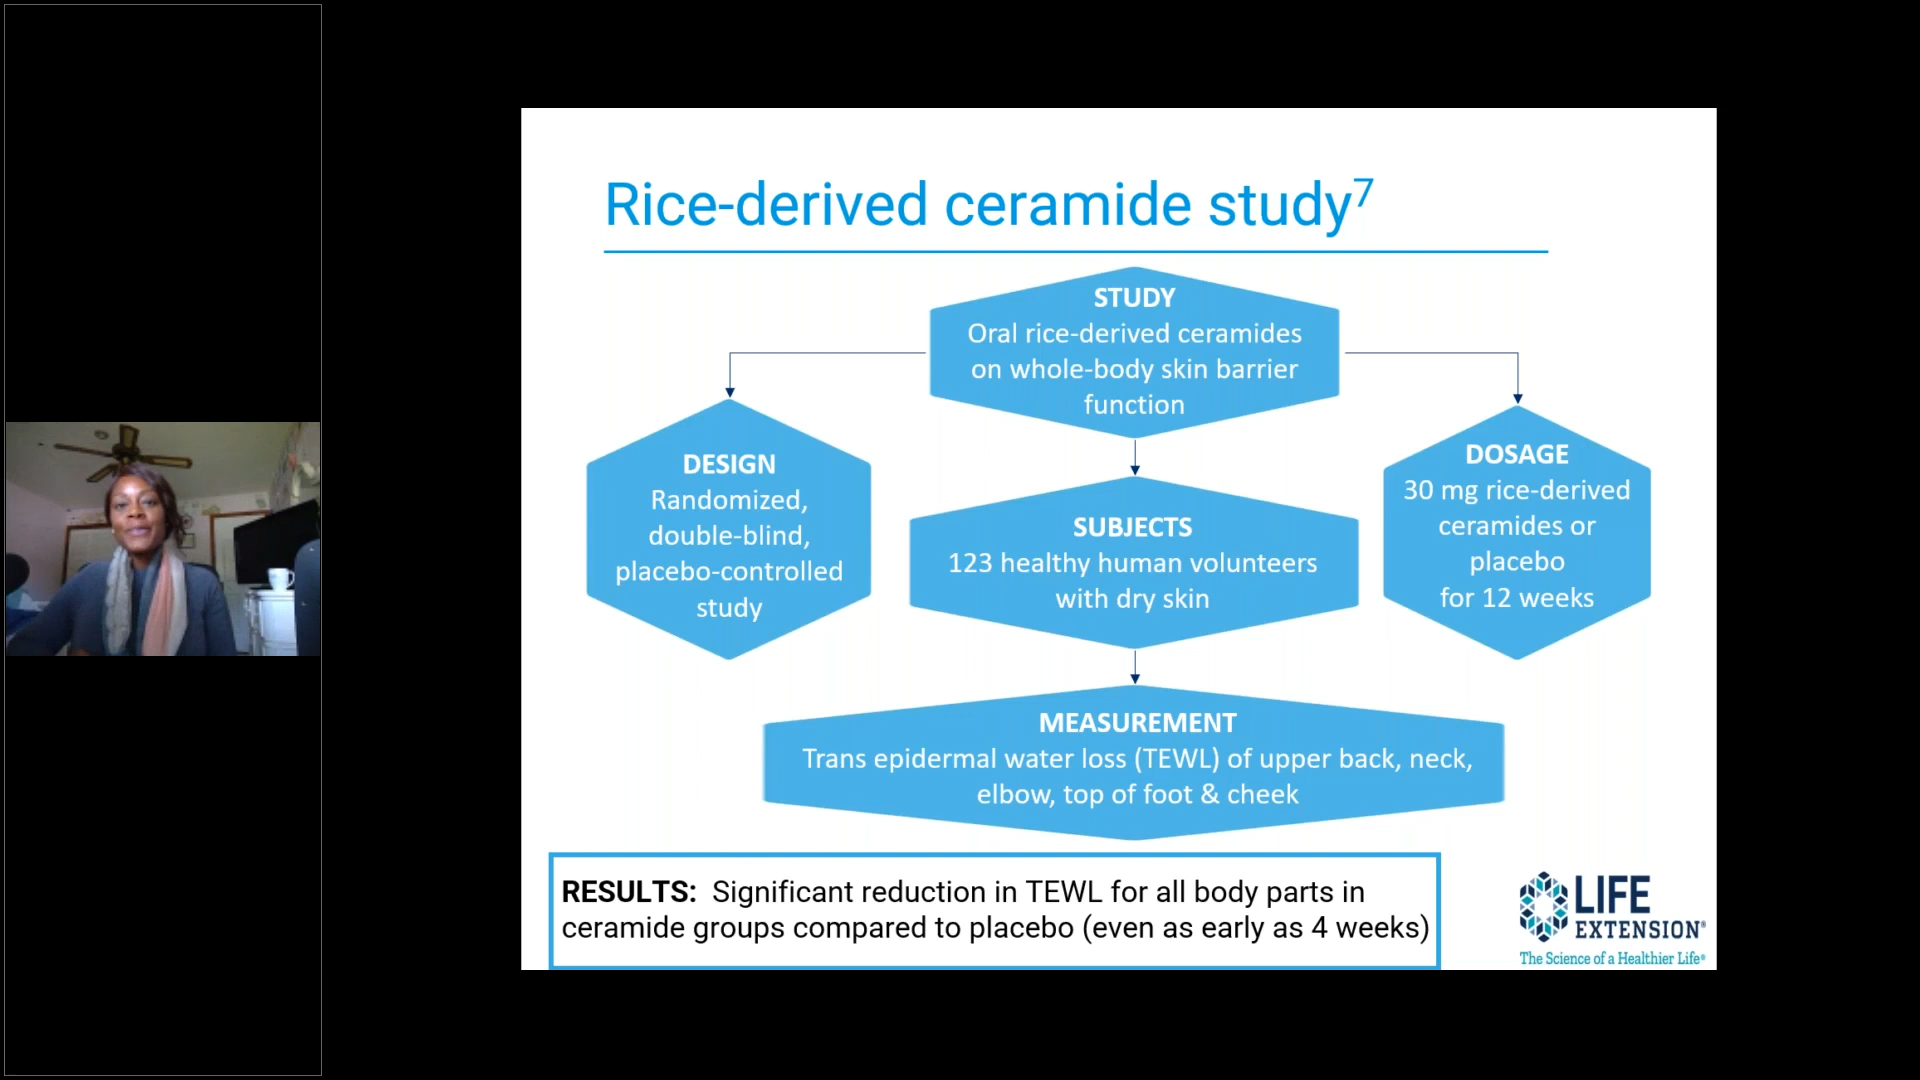 Rice-derived ceramide study⁷
STUDY
Oral rice-derived ceramides
on whole-body skin barrier
function
DESIGN
Randomized,
double-blind,
placebo-controlled
study
SUBJECTS
123 healthy human volunteers
with dry skin
DOSAGE
30 mg rice-derived
ceramides or
placebo
for 12 weeks
MEASUREMENT
Trans epidermal water loss (TEWL) of upper back, neck,
elbow, top of foot & cheek
RESULTS: Significant reduction in TEWL for all body parts in
ceramide groups compared to placebo (even as early as 4 weeks)
LIFE
EXTENSION®
The Science of a Healthier Life®